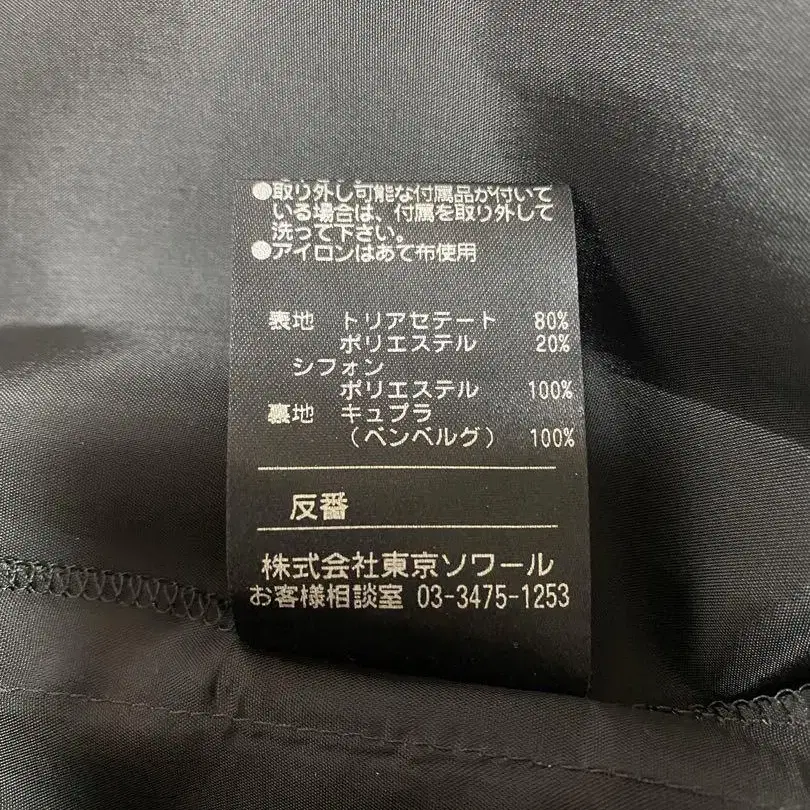 ●取り外し可能な付属品が付いて
いる場合は、付属を取り外して
洗って下さい。
●アイロンはあて布使用
表地 トリアセテート 80%
ポリエステル 20%
シフォン
ポリエステル 100%
裏地 キュプラ
(ベンベルグ) 100%
反番
株式会社東京ソワール
お客様相談室 03-3475-1253